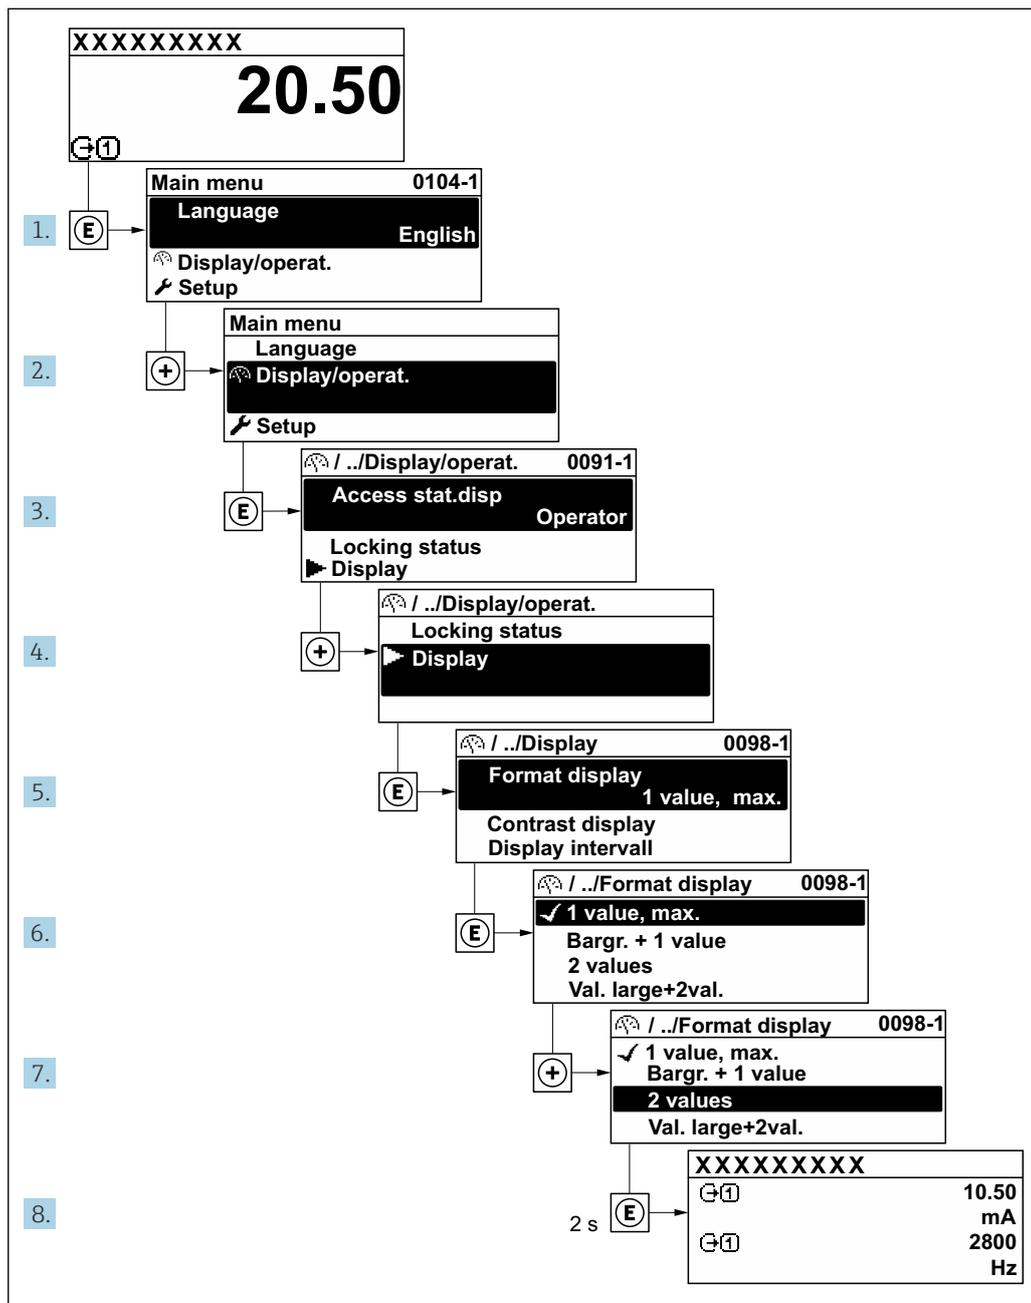 XXXXXXXXX
20.50
1
Main menu 0104-1
1. E Language
English
Display/operat.
Setup
Main menu
Language
2. + Display/operat.
Setup
/ ../Display/operat. 0091-1
3. E Access stat.disp
Operator
Locking status
Display
/ ../Display/operat.
Locking status
4. + Display
/ ../Display 0098-1
5. E Format display
1 value, max.
Contrast display
Display intervall
/ ../Format display 0098-1
6. E 1 value, max.
Bargr. + 1 value
2 values
Val. large+2val.
/ ../Format display 0098-1
7. + 1 value, max.
Bargr. + 1 value
2 values
Val. large+2val.
XXXXXXXXX
1 10.50
8. 2 s E mA
1 2800
Hz